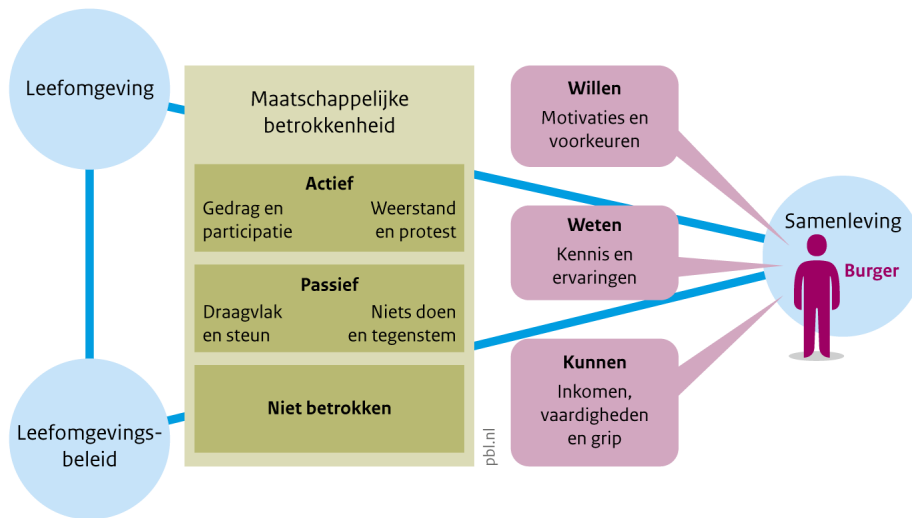 Leefomgeving
Leefomgevings-
beleid
Maatschappelijke
betrokkenheid
Actief
Gedrag en
participatie
Weerstand
en protest
Passief
Draagvlak
en steun
Niets doen
en tegenstem
Niet betrokken
pbl.nl
Willen
Motivaties en
voorkeuren
Weten
Kennis en
ervaringen
Kunnen
Inkomen,
vaardigheden
en grip
Samenleving
Burger